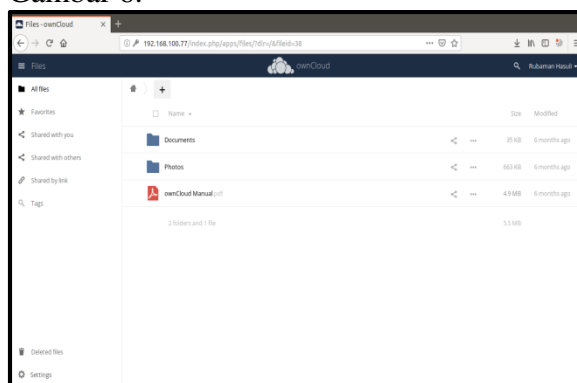 Gambar 6.
Files - ownCloud
192.168.100.77/index.php/apps/files/?dir=/&fileid=38
Files
ownCloud
Rubaman Hasuli
All files
Favorites
Shared with you
Shared with others
Shared by link
Tags
Name
Size
Modified
Documents
35 KB
6 months ago
Photos
663 KB
6 months ago
ownCloud Manual.pdf
4.9 MB
6 months ago
2 folders and 1 file
5.5 MB
Deleted files
Settings